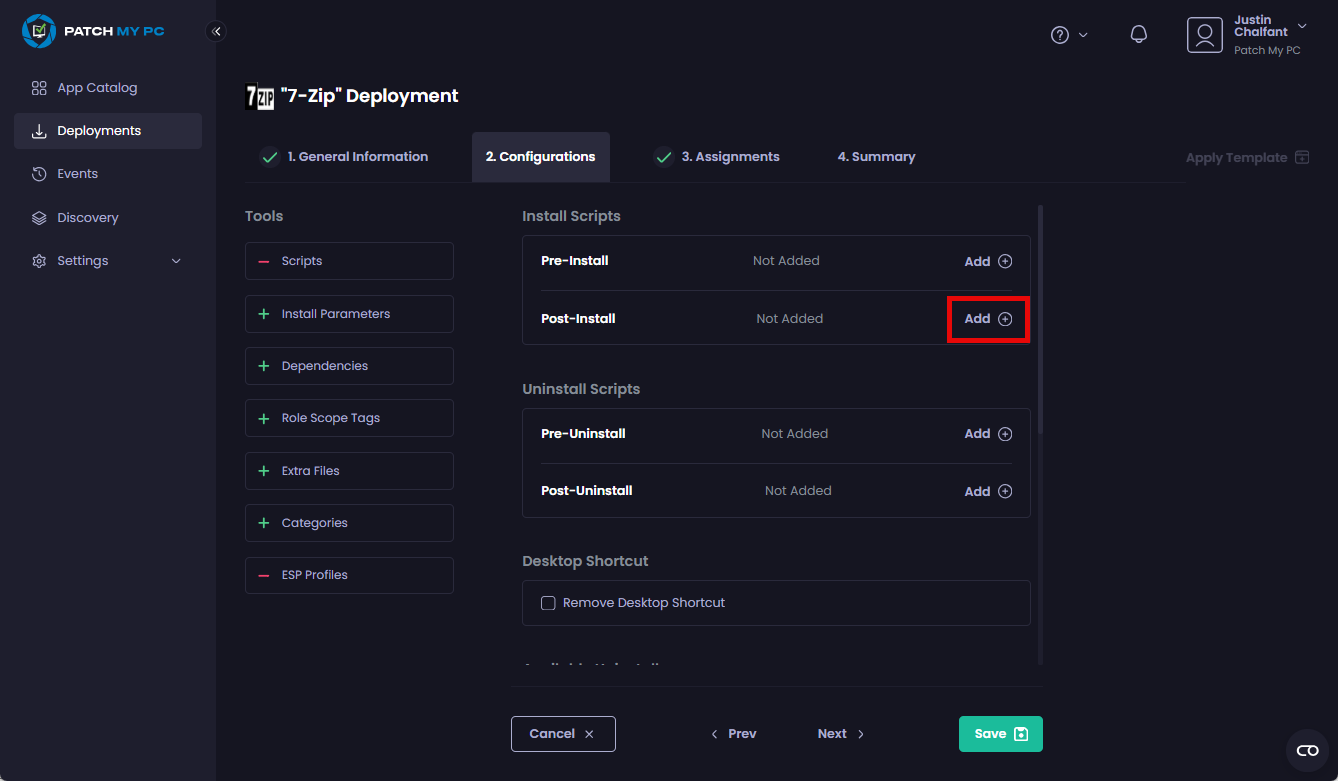 PATCH MY PC
Justin
Chalfant
Patch My PC
App Catalog
Deployments
Events
Discovery
Settings
7ZIP "7-Zip" Deployment
1. General Information
2. Configurations
3. Assignments
4. Summary
Apply Template
Tools
Scripts
Install Parameters
Dependencies
Role Scope Tags
Extra Files
Categories
ESP Profiles
Install Scripts
Pre-Install Not Added Add
Post-Install Not Added Add
Uninstall Scripts
Pre-Uninstall Not Added Add
Post-Uninstall Not Added Add
Desktop Shortcut
Remove Desktop Shortcut
Cancel
Prev
Next
Save